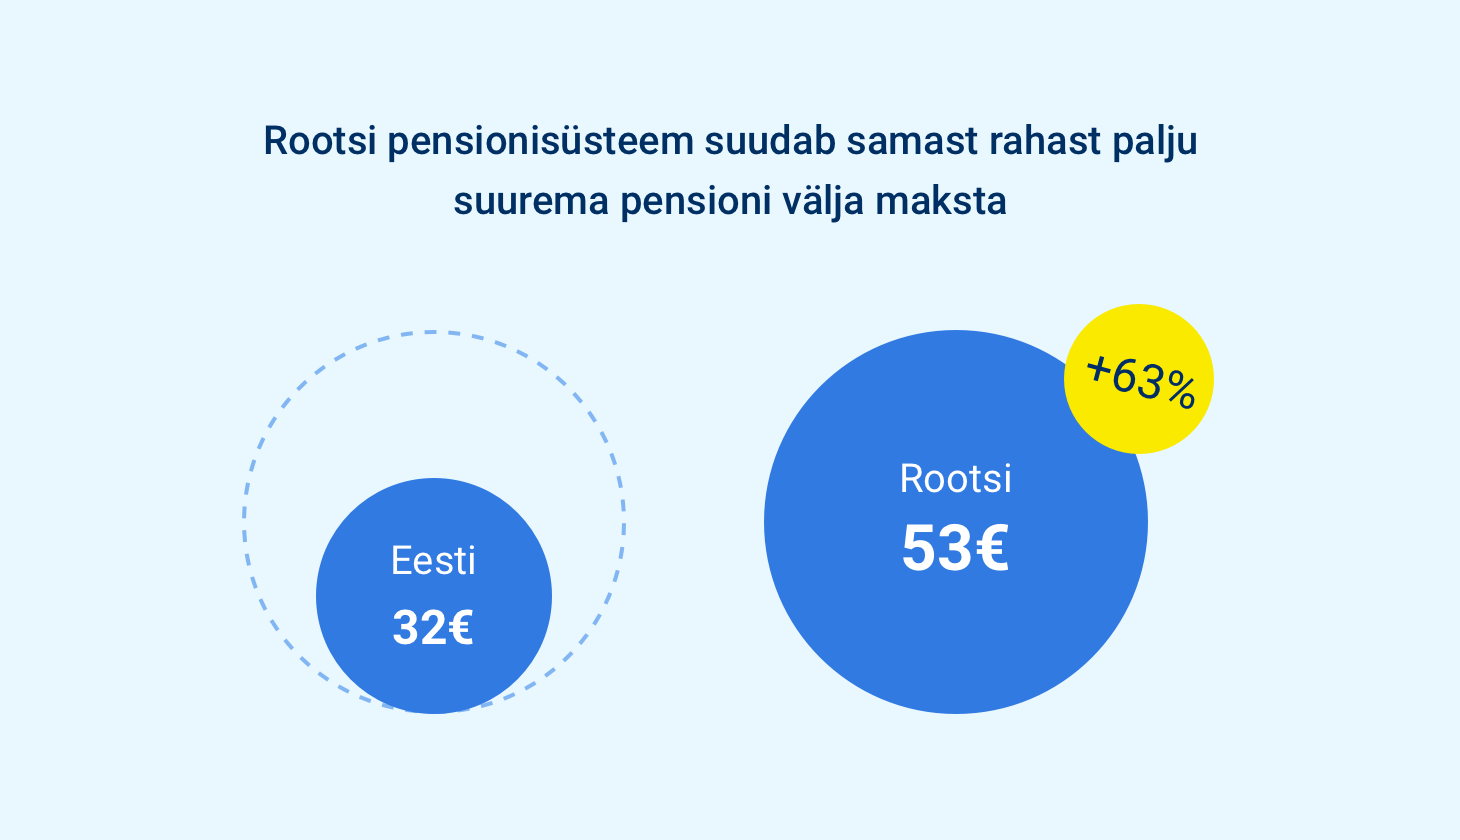 Rootsi pensionisüsteem suudab samast rahast palju
suurema pensioni välja maksta
+63%
Eesti
32€
Rootsi
53€